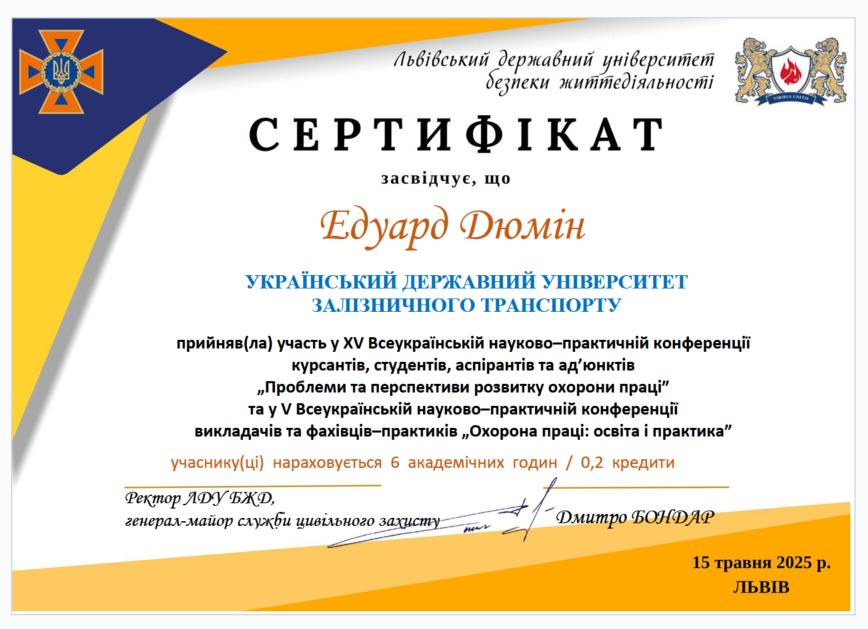 Львівський державний університет
безпеки життєдіяльності
VIRIBUS UNITIS
СЕРТИФІКАТ
засвідчує, що
Едуард Дюмін
УКРАЇНСЬКИЙ ДЕРЖАВНИЙ УНІВЕРСИТЕТ
ЗАЛІЗНИЧНОГО ТРАНСПОРТУ
прийняв(ла) участь у XV Всеукраїнській науково–практичній конференції
курсантів, студентів, аспірантів та ад’юнктів
„Проблеми та перспективи розвитку охорони праці”
та у V Всеукраїнській науково–практичній конференції
викладачів та фахівців–практиків „Охорона праці: освіта і практика”
учаснику(ці) нараховується 6 академічних годин / 0,2 кредити
Ректор ЛДУ БЖД,
генерал-майор служби цивільного захисту
Дмитро БОНДАР
15 травня 2025 р.
ЛЬВІВ